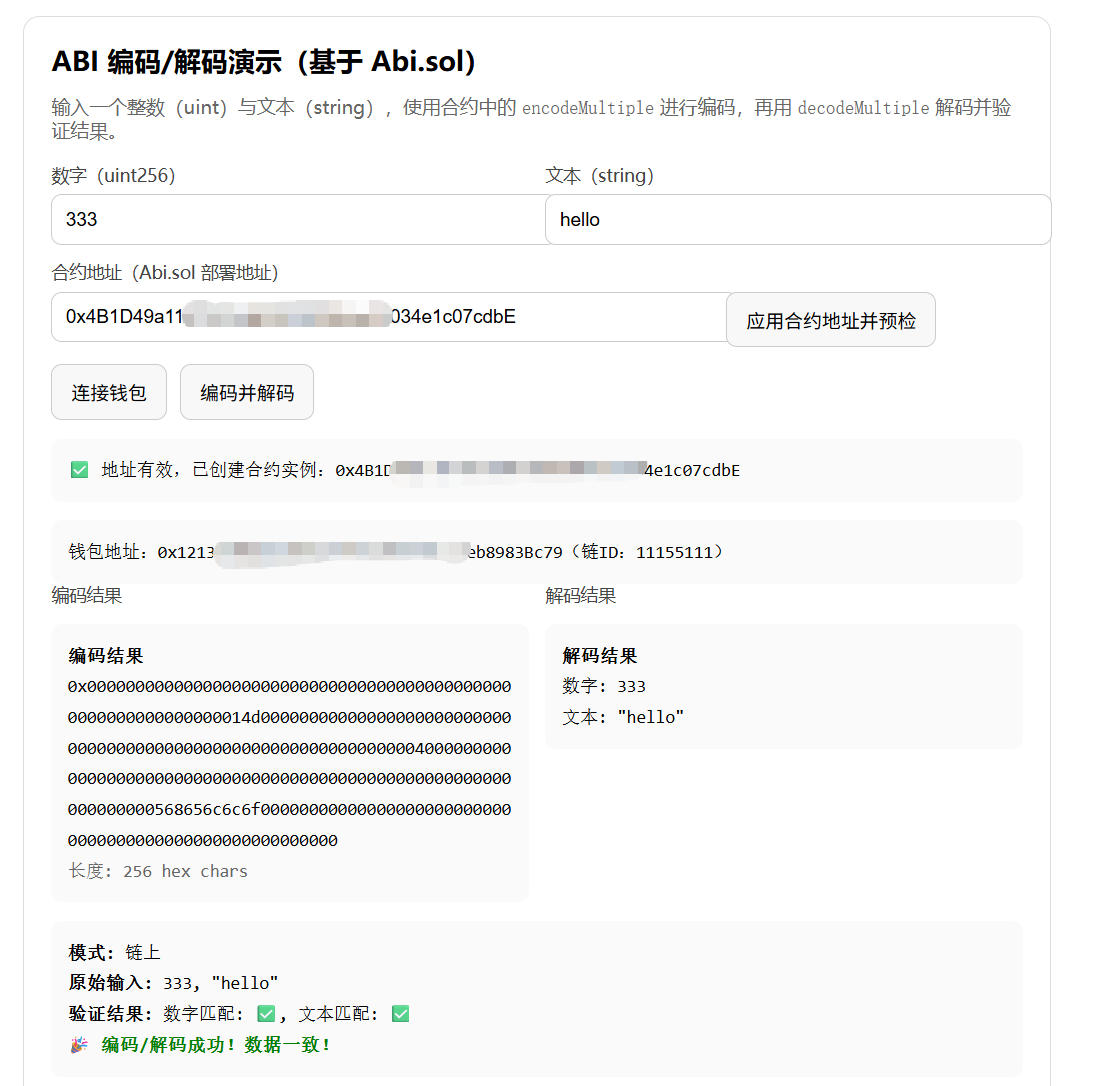 ABI 编码/解码演示（基于 Abi.sol）
输入一个整数（uint）与文本（string），使用合约中的 encodeMultiple 进行编码，再用 decodeMultiple 解码并验
证结果。
数字（uint256） 文本（string）
333 hello
合约地址（Abi.sol 部署地址）
0x4B1D49a11 034e1c07cdbE 应用合约地址并预检
连接钱包 编码并解码
✅ 地址有效，已创建合约实例：0x4B1D 4e1c07cdbE
钱包地址：0x1213 eb8983Bc79（链ID：11155111）
编码结果 解码结果
编码结果
0x00000000000000000000000000000000000000000000
000000000000000000014d000000000000000000000000
0000000000000000000000000000000000004000000000
0000000000000000000000000000000000000000000000
000000000568656c6c6f00000000000000000000000000
0000000000000000000000000000
长度: 256 hex chars
解码结果
数字: 333
文本: "hello"
模式: 链上
原始输入: 333, "hello"
验证结果: 数字匹配: ✅, 文本匹配: ✅
🎉 编码/解码成功！数据一致！